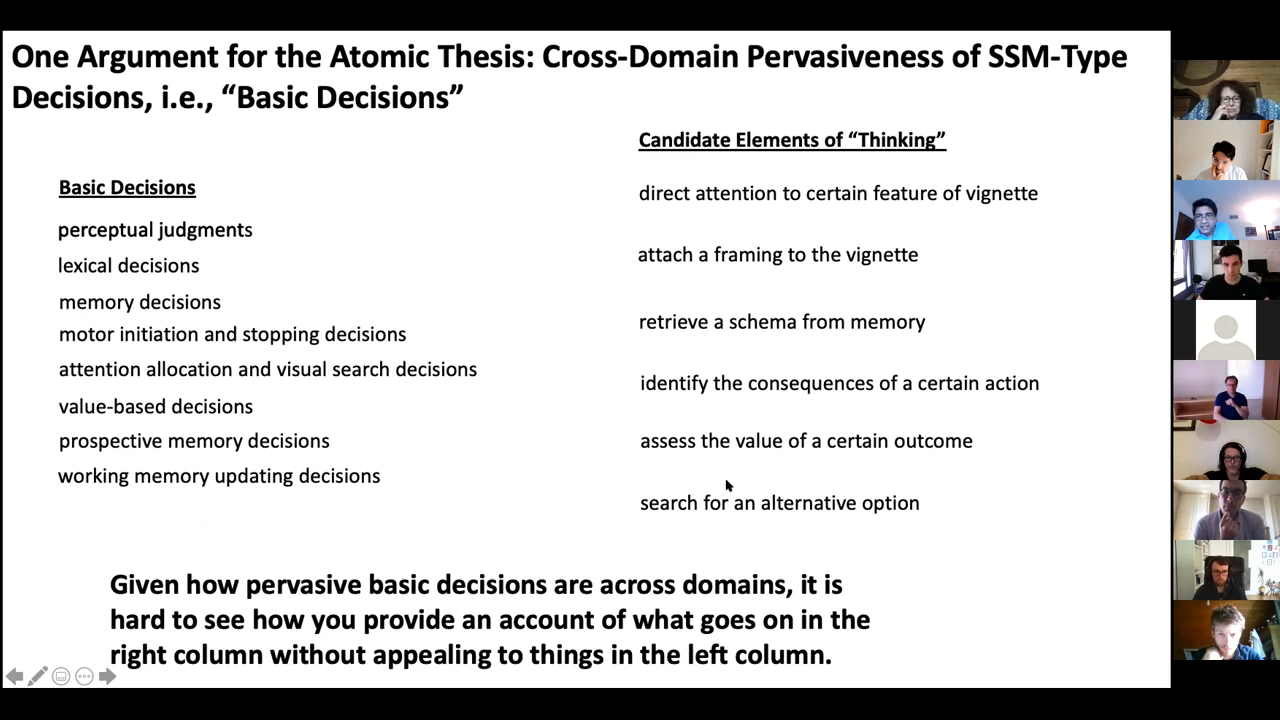 One Argument for the Atomic Thesis: Cross-Domain Pervasiveness of SSM-Type
Decisions, i.e., “Basic Decisions”
Basic Decisions
perceptual judgments
lexical decisions
memory decisions
motor initiation and stopping decisions
attention allocation and visual search decisions
value-based decisions
prospective memory decisions
working memory updating decisions
Candidate Elements of “Thinking”
direct attention to certain feature of vignette
attach a framing to the vignette
retrieve a schema from memory
identify the consequences of a certain action
assess the value of a certain outcome
search for an alternative option
Given how pervasive basic decisions are across domains, it is
hard to see how you provide an account of what goes on in the
right column without appealing to things in the left column.